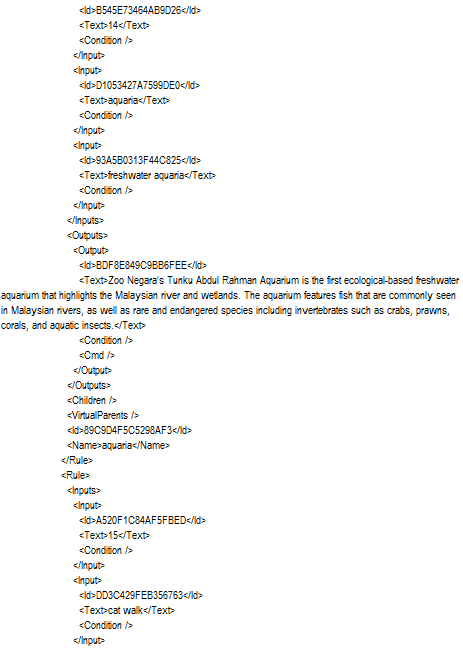 <Id>B545E73464AB9D26</Id>
<Text>14</Text>
<Condition />
</Input>
<Input>
<Id>D1053427A7599DE0</Id>
<Text>aquaria</Text>
<Condition />
</Input>
<Input>
<Id>93A5B0313F44C825</Id>
<Text>freshwater aquaria</Text>
<Condition />
</Input>
</Inputs>
<Outputs>
<Output>
<Id>BDF8E849C9BB6FEE</Id>
<Text>Zoo Negara's Tunku Abdul Rahman Aquarium is the first ecological-based freshwater
aquarium that highlights the Malaysian river and wetlands. The aquarium features fish that are commonly seen
in Malaysian rivers, as well as rare and endangered species including invertebrates such as crabs, prawns,
corals, and aquatic insects.</Text>
<Condition />
<Cmd />
</Output>
</Outputs>
<Children />
<VirtualParents />
<Id>89C9D4F5C5298AF3</Id>
<Name>aquaria</Name>
</Rule>
<Rule>
<Inputs>
<Input>
<Id>A520F1C84AF5FBED</Id>
<Text>15</Text>
<Condition />
</Input>
<Input>
<Id>DD3C429FEB356763</Id>
<Text>cat walk</Text>
<Condition />
</Input>